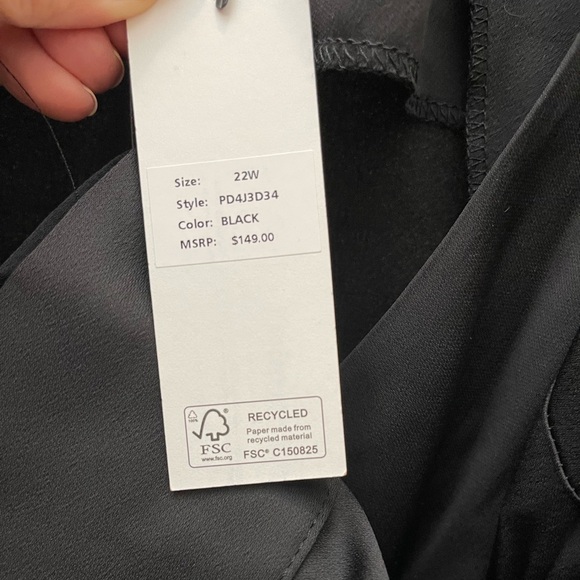 Size: 22W
Style: PD4J3D34
Color: BLACK
MSRP: $149.00
100%
FSC
www.fsc.org
RECYCLED
Paper made from
recycled material
FSC® C150825